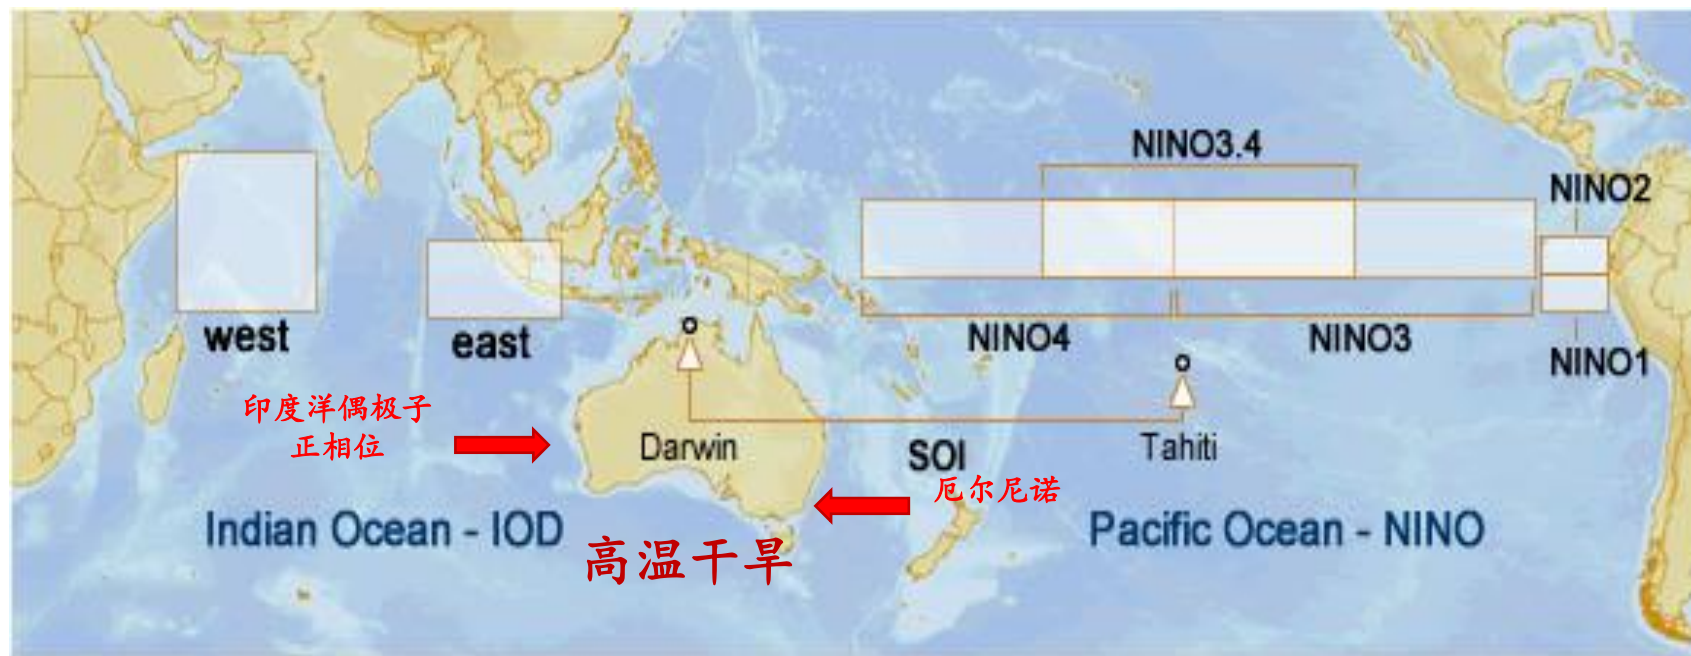 NINO3.4
NINO2
west
east
NINO4
NINO3
NINO1
印度洋偶极子
正相位
Darwin
SOI
Tahiti
厄尔尼诺
Indian Ocean - IOD
高温干旱
Pacific Ocean - NINO